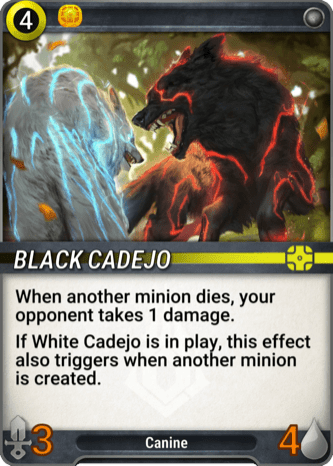 4
BLACK CADEJO
When another minion dies, your
opponent takes 1 damage.
If White Cadejo is in play, this effect
also triggers when another minion
is created.
3
Canine
4